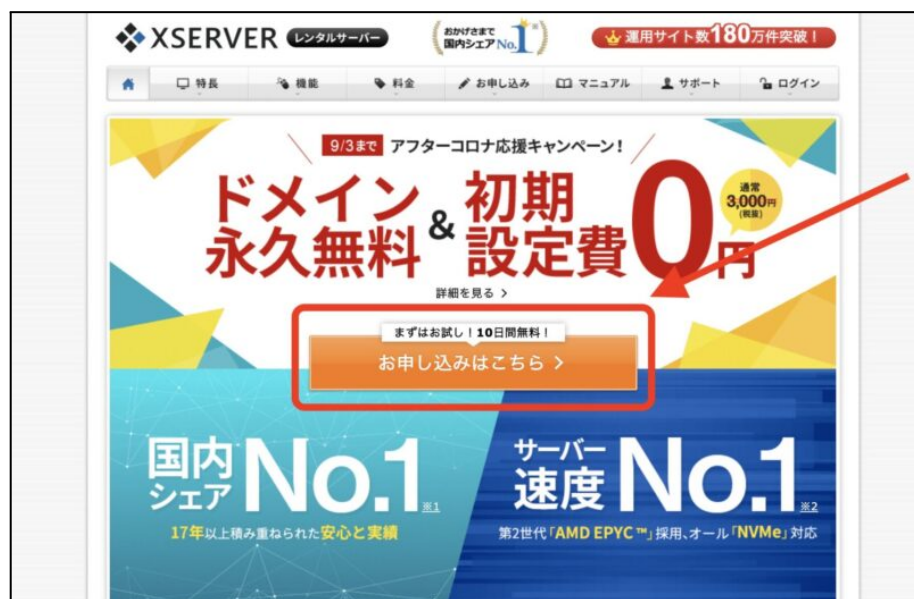 XSERVER レンタルサーバー
おかげさまで
国内シェアNo.1
運用サイト数180万件突破！
特長 機能 料金 お申し込み マニュアル サポート ログイン
9/3まで アフターコロナ応援キャンペーン！
ドメイン永久無料 & 初期設定費 0円
通常
3,000円
(税抜)
詳細を見る >
まずはお試し！10日間無料！
お申し込みはこちら >
国内シェア No.1 ※1
17年以上積み重ねられた安心と実績
サーバー速度 No.1 ※2
第2世代「AMD EPYC™」採用、オール「NVMe」対応